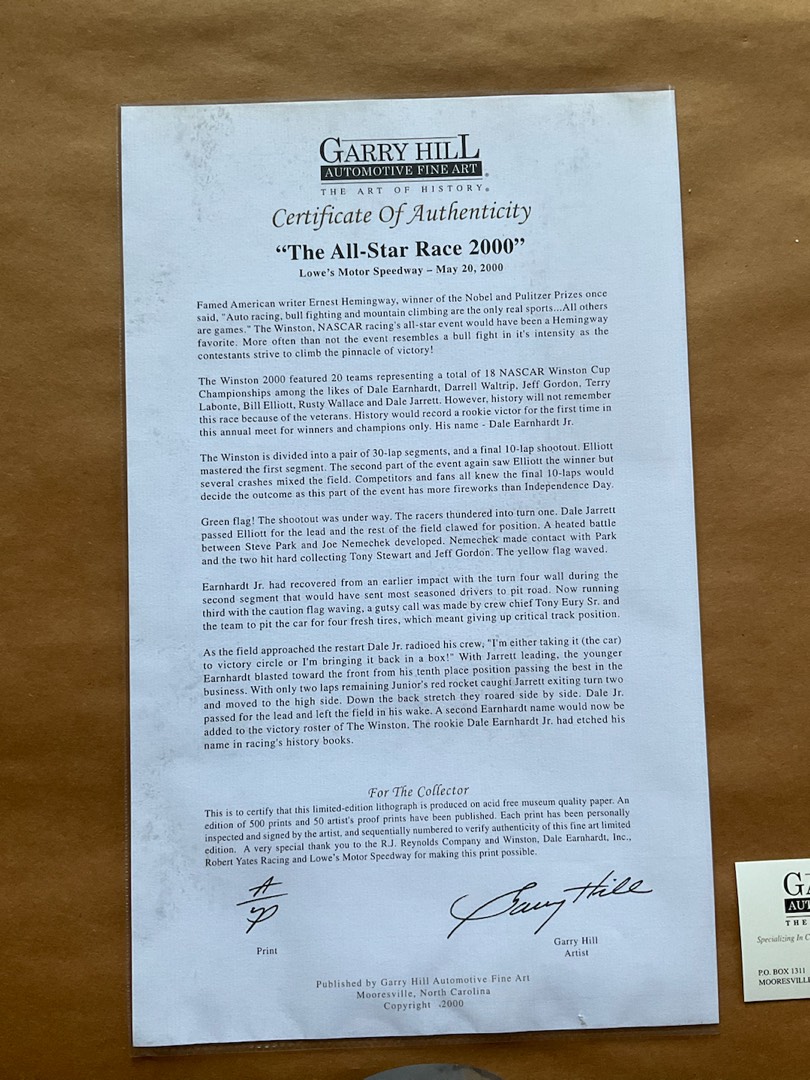 GARRY HILL
AUTOMOTIVE FINE ART®
THE ART OF HISTORY®
Certificate Of Authenticity
“The All-Star Race 2000”
Lowe's Motor Speedway – May 20, 2000
Famed American writer Ernest Hemingway, winner of the Nobel and Pulitzer Prizes once
said, "Auto racing, bull fighting and mountain climbing are the only real sports...All others
are games." The Winston, NASCAR racing's all-star event would have been a Hemingway
favorite. More often than not the event resembles a bull fight in it's intensity as the
contestants strive to climb the pinnacle of victory!
The Winston 2000 featured 20 teams representing a total of 18 NASCAR Winston Cup
Championships among the likes of Dale Earnhardt, Darrell Waltrip, Jeff Gordon, Terry
Labonte, Bill Elliott, Rusty Wallace and Dale Jarrett. However, history will not remember
this race because of the veterans. History would record a rookie victor for the first time in
this annual meet for winners and champions only. His name - Dale Earnhardt Jr.
The Winston is divided into a pair of 30-lap segments, and a final 10-lap shootout. Elliott
mastered the first segment. The second part of the event again saw Elliott the winner but
several crashes mixed the field. Competitors and fans all knew the final 10-laps would
decide the outcome as this part of the event has more fireworks than Independence Day.
Green flag! The shootout was under way. The racers thundered into turn one. Dale Jarrett
passed Elliott for the lead and the rest of the field clawed for position. A heated battle
between Steve Park and Joe Nemechek developed. Nemechek made contact with Park
and the two hit hard collecting Tony Stewart and Jeff Gordon. The yellow flag waved.
Earnhardt Jr. had recovered from an earlier impact with the turn four wall during the
second segment that would have sent most seasoned drivers to pit road. Now running
third with the caution flag waving, a gutsy call was made by crew chief Tony Eury Sr. and
the team to pit the car for four fresh tires, which meant giving up critical track position.
As the field approached the restart Dale Jr. radioed his crew; "I'm either taking it (the car)
to victory circle or I'm bringing it back in a box!" With Jarrett leading, the younger
Earnhardt blasted toward the front from his tenth place position passing the best in the
business. With only two laps remaining Junior's red rocket caught Jarrett exiting turn two
and moved to the high side. Down the back stretch they roared side by side. Dale Jr.
passed for the lead and left the field in his wake. A second Earnhardt name would now be
added to the victory roster of The Winston. The rookie Dale Earnhardt Jr. had etched his
name in racing's history books.
For The Collector
This is to certify that this limited-edition lithograph is produced on acid free museum quality paper. An
edition of 500 prints and 50 artist's proof prints have been published. Each print has been personally
inspected and signed by the artist, and sequentially numbered to verify authenticity of this fine art limited
edition. A very special thank you to the R.J. Reynolds Company and Winston, Dale Earnhardt, Inc.,
Robert Yates Racing and Lowe's Motor Speedway for making this print possible.
A/P
Garry Hill
Print
Garry Hill
Artist
Published by Garry Hill Automotive Fine Art
Mooresville, North Carolina
Copyright 2000
GA
AUT
THE
Specializing In C
P.O. BOX 1311
MOORESVILL